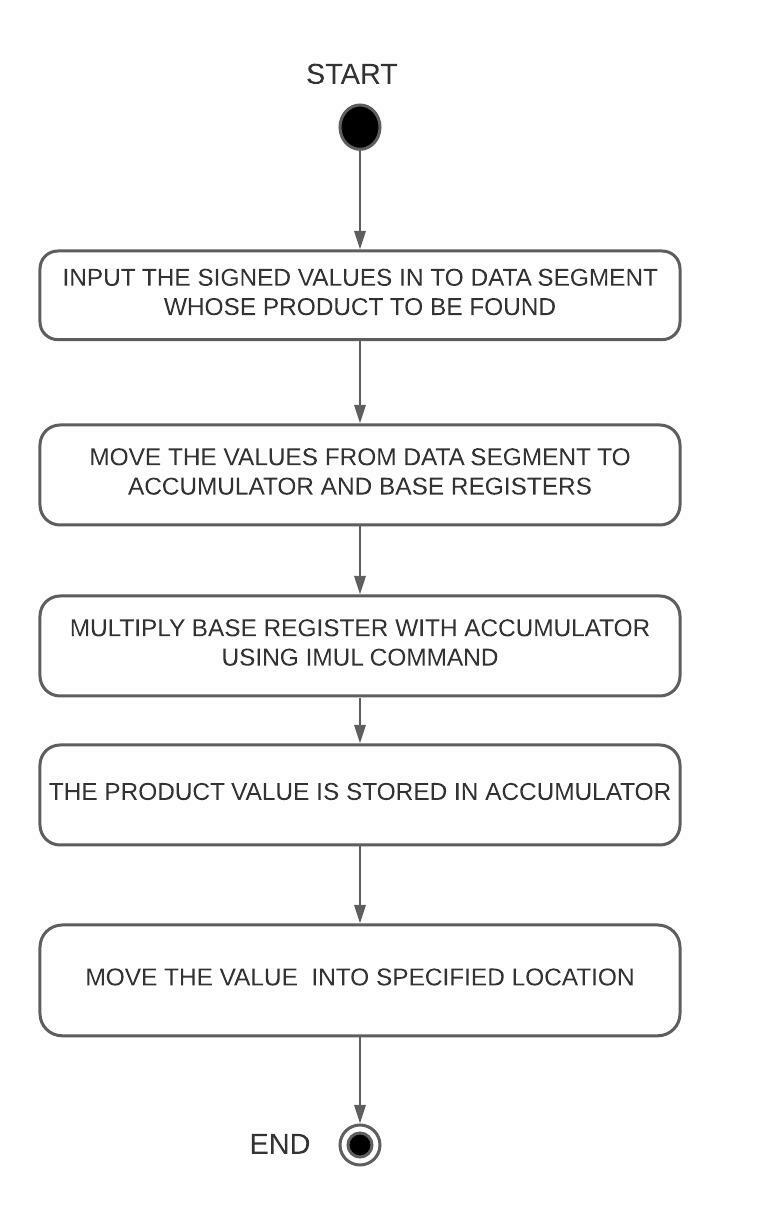 START
INPUT THE SIGNED VALUES IN TO DATA SEGMENT
WHOSE PRODUCT TO BE FOUND
MOVE THE VALUES FROM DATA SEGMENT TO
ACCUMULATOR AND BASE REGISTERS
MULTIPLY BASE REGISTER WITH ACCUMULATOR
USING IMUL COMMAND
THE PRODUCT VALUE IS STORED IN ACCUMULATOR
MOVE THE VALUE  INTO SPECIFIED LOCATION
END